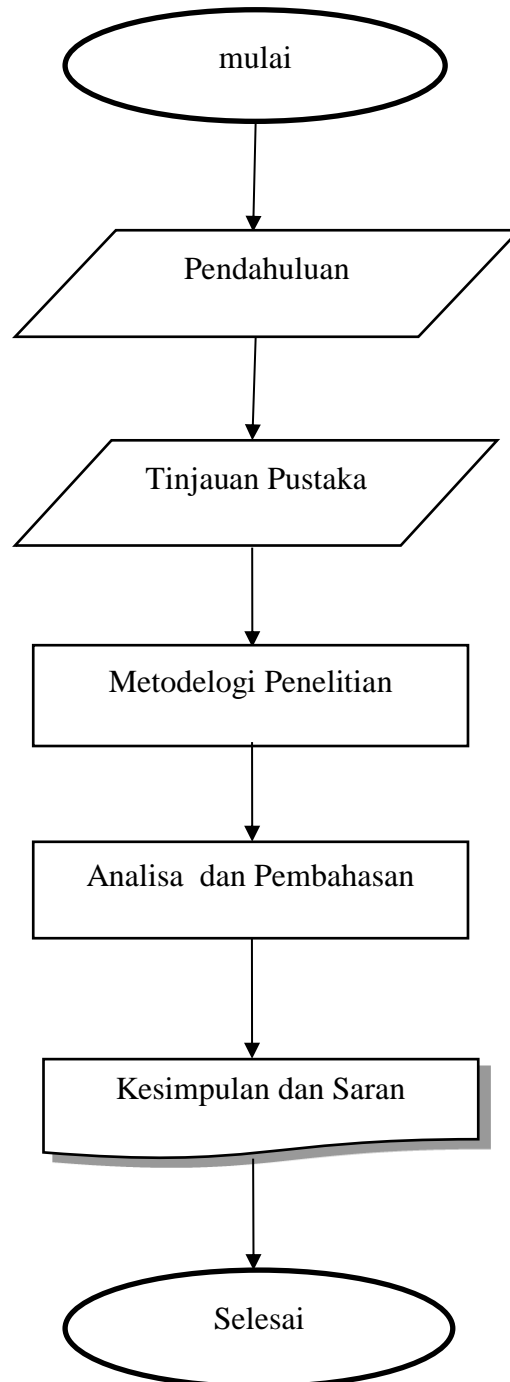 mulai
Pendahuluan
Tinjauan Pustaka
Metodelogi Penelitian
Analisa  dan Pembahasan
Kesimpulan dan Saran
Selesai